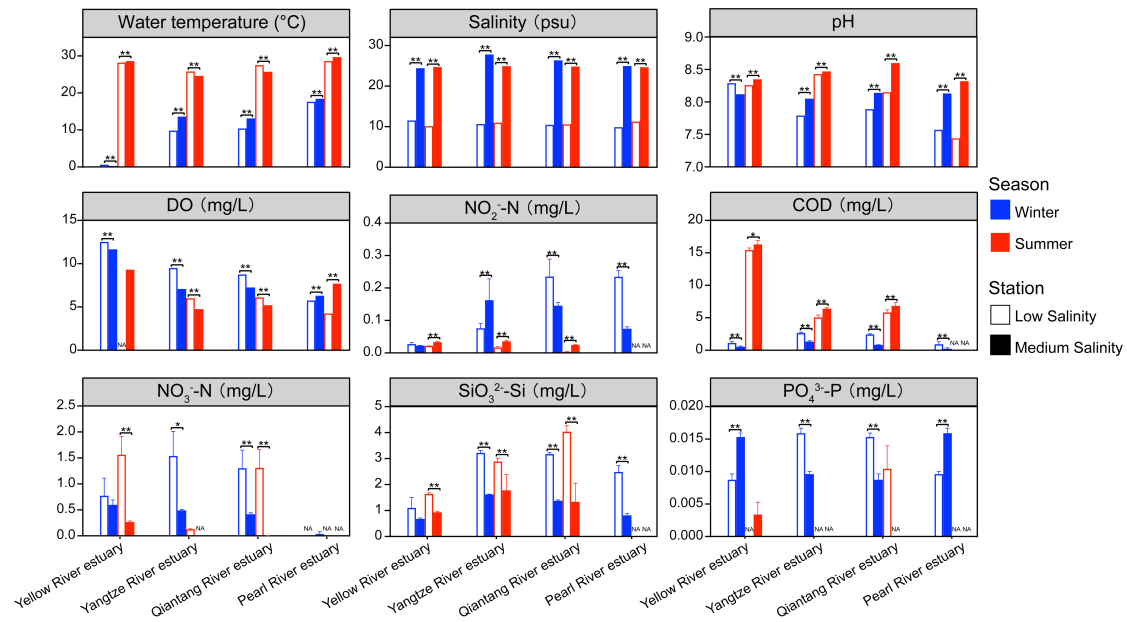 Water temperature (°C)
30
20
10
0
**
**
**
**
**
**
**
**
Salinity (psu)
30
20
10
0
**
**
**
**
**
**
**
**
pH
9.0
8.5
8.0
7.5
7.0
**
**
**
**
**
**
**
**
DO (mg/L)
15
10
5
0
**
NA
**
**
**
**
**
**
NO₂⁻-N (mg/L)
0.4
0.3
0.2
0.1
0.0
**
**
**
**
**
**
NA NA
COD (mg/L)
20
15
10
5
0
**
*
**
**
**
**
**
NA NA
Season
Winter
Summer
Station
Low Salinity
Medium Salinity
NO₃⁻-N (mg/L)
2.5
2.0
1.5
1.0
0.5
0.0
**
*
NA
**
**
NA
NA NA
SiO₃²⁻-Si (mg/L)
5
4
3
2
1
0
**
**
**
**
**
**
NA NA
PO₄³⁻-P (mg/L)
0.020
0.015
0.010
0.005
0.000
**
NA
**
NA NA
**
NA
**
NA NA
Yellow River estuary
Yangtze River estuary
Qiantang River estuary
Pearl River estuary
Yellow River estuary
Yangtze River estuary
Qiantang River estuary
Pearl River estuary
Yellow River estuary
Yangtze River estuary
Qiantang River estuary
Pearl River estuary